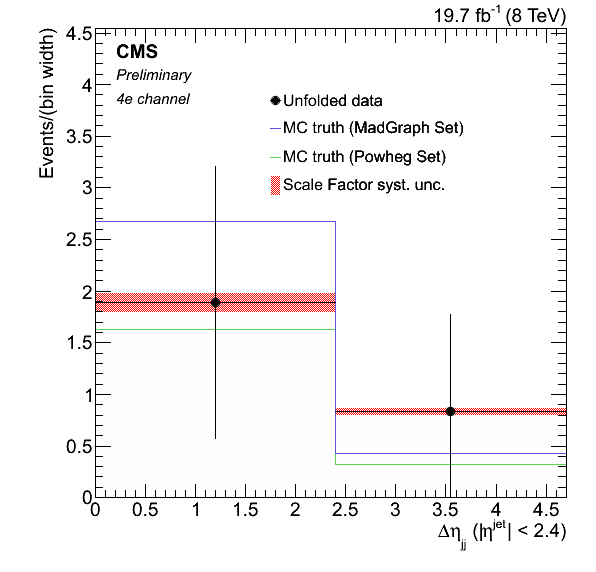 19.7 fb⁻¹ (8 TeV)
Events/(bin width)
CMS
Preliminary
4e channel
Unfolded data
MC truth (MadGraph Set)
MC truth (Powheg Set)
Scale Factor syst. unc.
4.5
4
3.5
3
2.5
2
1.5
1
0.5
0
0 0.5 1 1.5 2 2.5 3 3.5 4 4.5
Δη_jj (|η^jet| < 2.4)